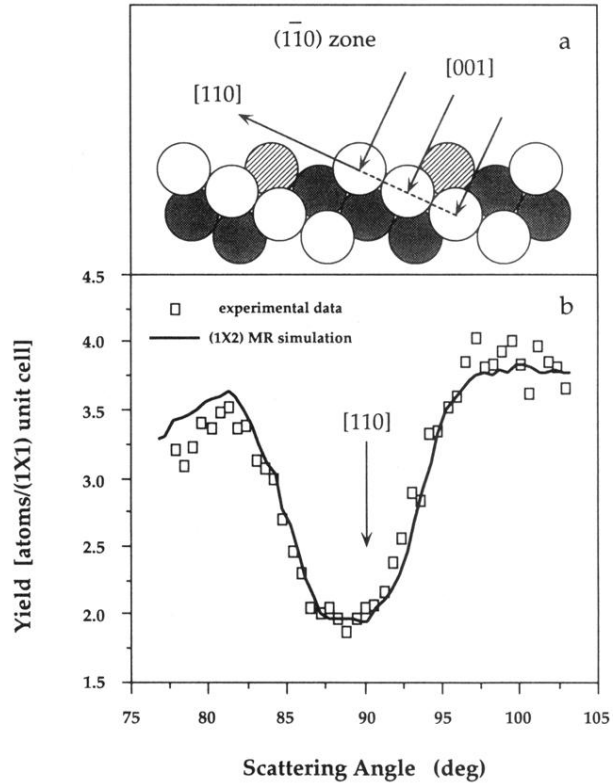 (1̄10) zone
a
[001]
[110]
4.5
□ experimental data
b
(1X2) MR simulation
4.0
3.5
[110]
3.0
2.5
2.0
1.5
75 80 85 90 95 100 105
Yield [atoms/(1X1) unit cell]
Scattering Angle (deg)